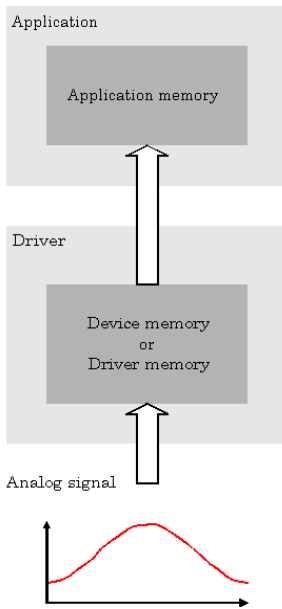 Application
Application memory
Driver
Device memory
or
Driver memory
Analog signal